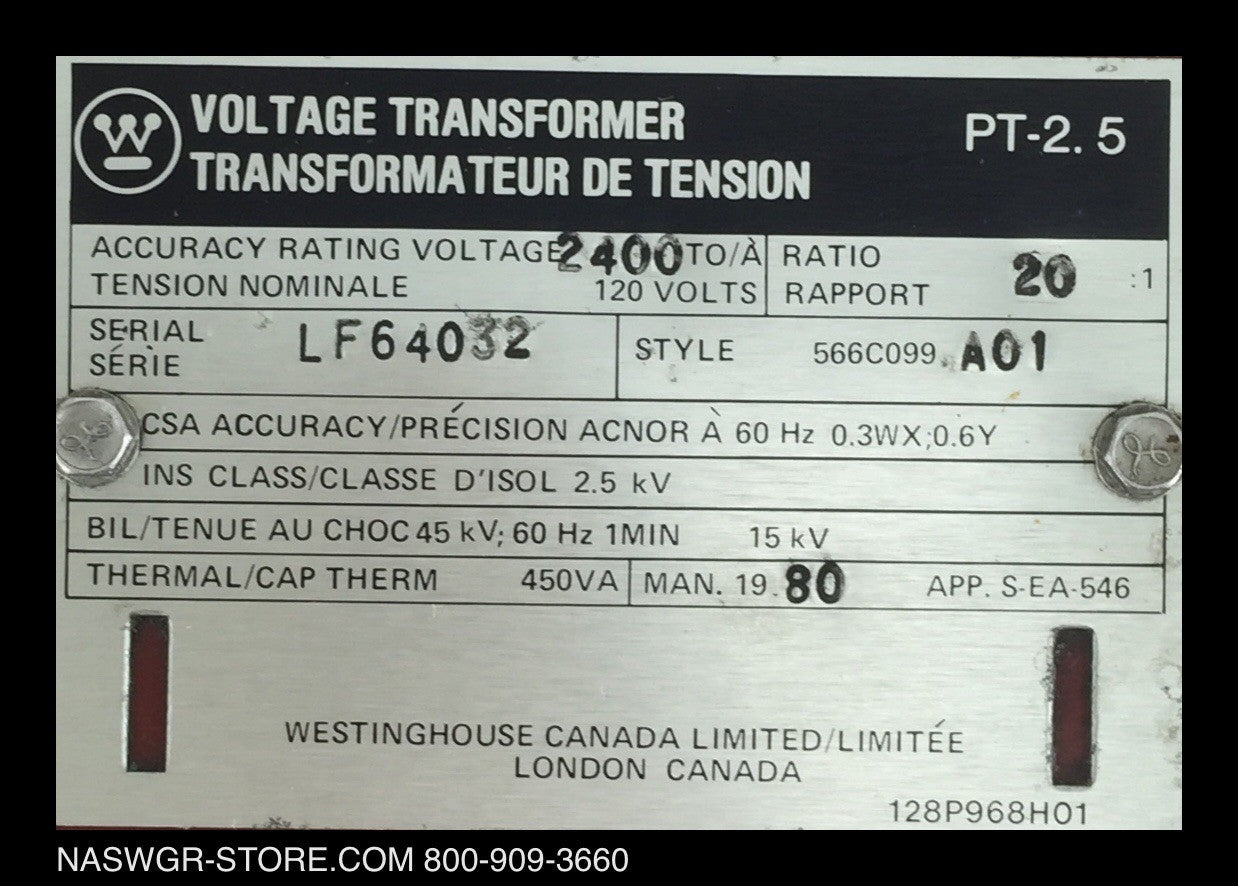 W
VOLTAGE TRANSFORMER
TRANSFORMATEUR DE TENSION
PT-2.5
ACCURACY RATING VOLTAGE 2400 TO/À
TENSION NOMINALE 120 VOLTS
RATIO
RAPPORT
20 :1
SERIAL
SÉRIE
LF64032
STYLE 566C099 A01
CSA ACCURACY/PRÉCISION ACNOR À 60 Hz 0.3WX;0.6Y
INS CLASS/CLASSE D'ISOL 2.5 kV
BIL/TENUE AU CHOC 45 kV; 60 Hz 1MIN 15 kV
THERMAL/CAP THERM 450VA
MAN. 19.80 APP. S-EA-546
WESTINGHOUSE CANADA LIMITED/LIMITÉE
LONDON CANADA
128P968H01
NASWGR-STORE.COM 800-909-3660